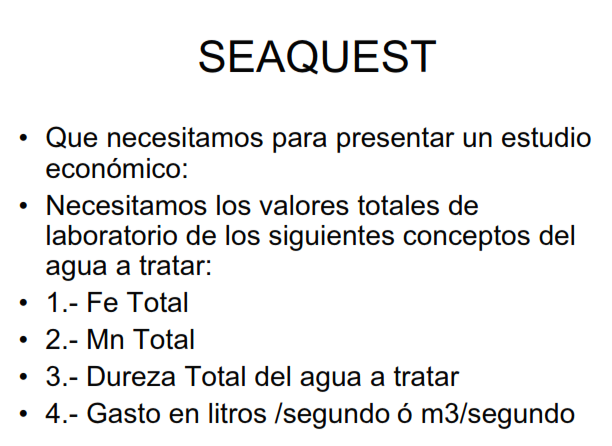 SEAQUEST
• Que necesitamos para presentar un estudio
económico:
• Necesitamos los valores totales de
laboratorio de los siguientes conceptos del
agua a tratar:
• 1.- Fe Total
• 2.- Mn Total
• 3.- Dureza Total del agua a tratar
• 4.- Gasto en litros /segundo ó m3/segundo